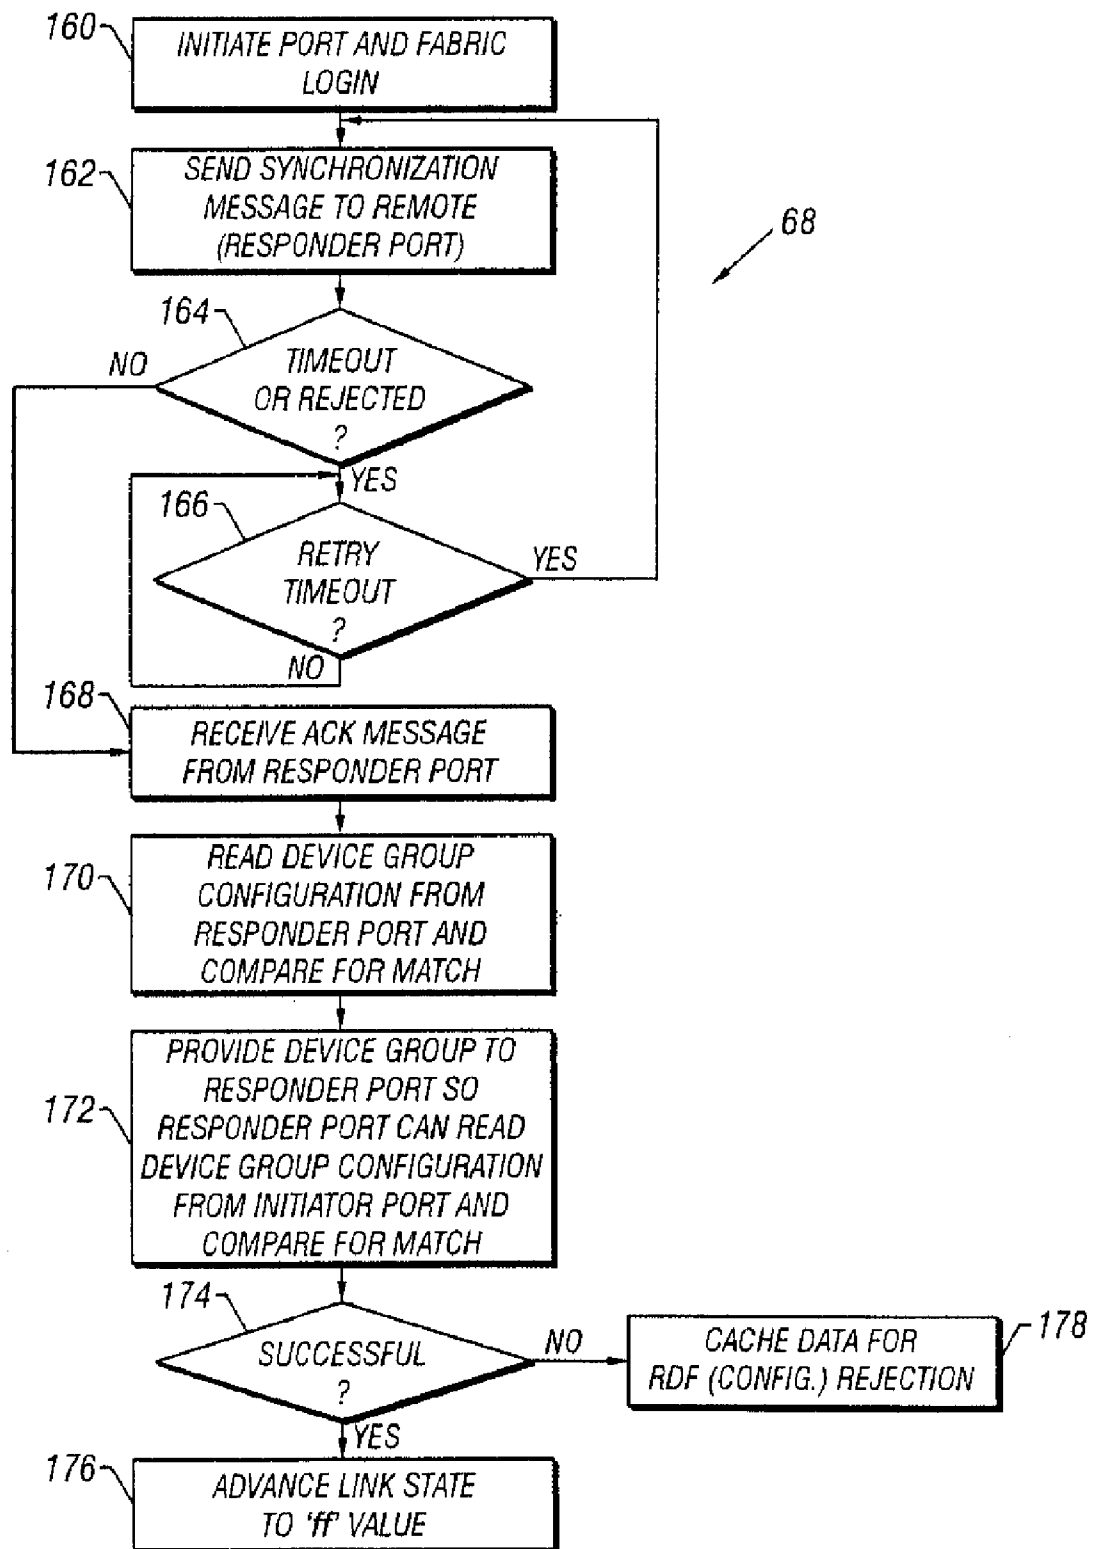 160
INITIATE PORT AND FABRIC
LOGIN
162
SEND SYNCHRONIZATION
MESSAGE TO REMOTE
(RESPONDER PORT)
68
164
NO
TIMEOUT
OR REJECTED
?
YES
166
RETRY
TIMEOUT
?
YES
NO
168
RECEIVE ACK MESSAGE
FROM RESPONDER PORT
170
READ DEVICE GROUP
CONFIGURATION FROM
RESPONDER PORT AND
COMPARE FOR MATCH
172
PROVIDE DEVICE GROUP TO
RESPONDER PORT SO
RESPONDER PORT CAN READ
DEVICE GROUP CONFIGURATION
FROM INITIATOR PORT AND
COMPARE FOR MATCH
174
SUCCESSFUL
?
NO
CACHE DATA FOR
RDF (CONFIG.) REJECTION
178
YES
176
ADVANCE LINK STATE
TO 'ff' VALUE